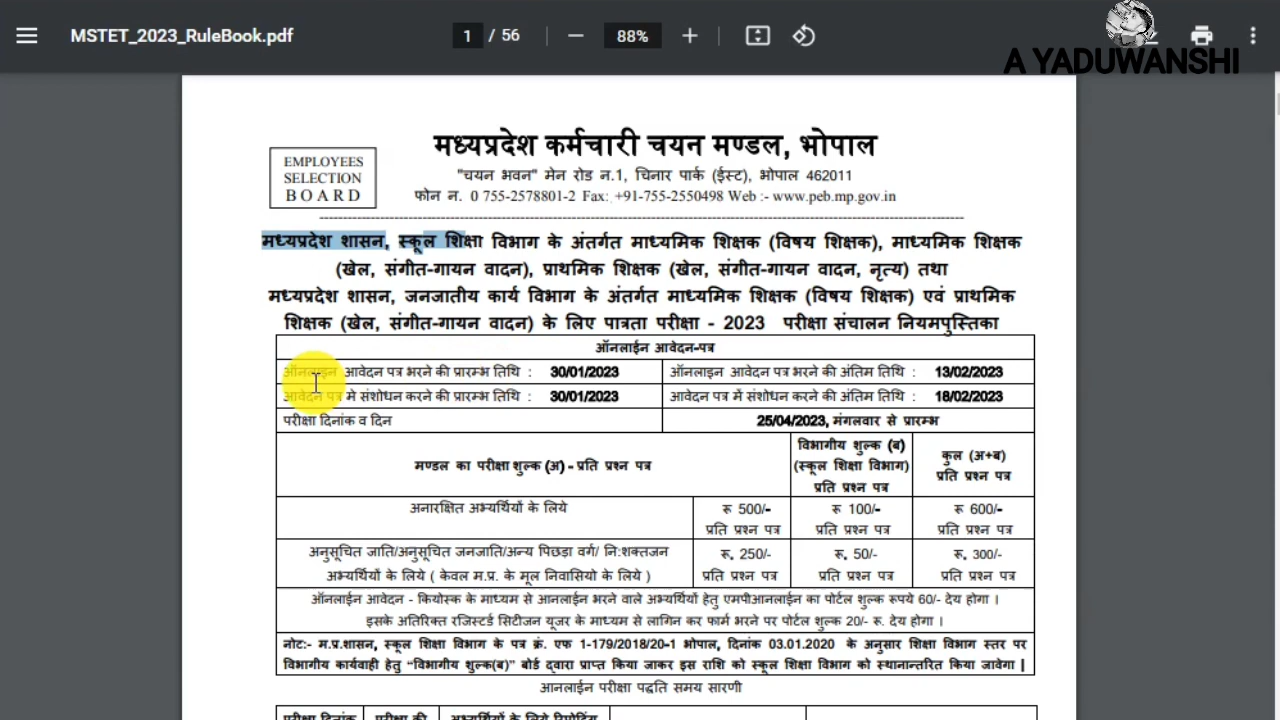 MSTET_2023_RuleBook.pdf
1 / 56
88%
A YADUWANSHI
EMPLOYEES
SELECTION
BOARD
मध्यप्रदेश कर्मचारी चयन मण्डल, भोपाल
"चयन भवन" मेन रोड न.1, चिनार पार्क (ईस्ट), भोपाल 462011
फोन न. 0 755-2578801-2 Fax: +91-755-2550498 Web :- www.peb.mp.gov.in
मध्यप्रदेश शासन, स्कूल शिक्षा विभाग के अंतर्गत माध्यमिक शिक्षक (विषय शिक्षक), माध्यमिक शिक्षक
(खेल, संगीत-गायन वादन), प्राथमिक शिक्षक (खेल, संगीत-गायन वादन, नृत्य) तथा
मध्यप्रदेश शासन, जनजातीय कार्य विभाग के अंतर्गत माध्यमिक शिक्षक (विषय शिक्षक) एवं प्राथमिक
शिक्षक (खेल, संगीत-गायन वादन) के लिए पात्रता परीक्षा - 2023 परीक्षा संचालन नियमपुस्तिका
ऑनलाईन आवेदन-पत्र
ऑनलाइन आवेदन पत्र भरने की प्रारम्भ तिथि : 30/01/2023 ऑनलाईन आवेदन पत्र भरने की अंतिम तिथि : 13/02/2023
आवेदन पत्र मे संशोधन करने की प्रारम्भ तिथि : 30/01/2023 आवेदन पत्र में संशोधन करने की अंतिम तिथि : 18/02/2023
परीक्षा दिनांक व दिन 25/04/2023, मंगलवार से प्रारम्भ
मण्डल का परीक्षा शुल्क (अ) - प्रति प्रश्न पत्र
विभागीय शुल्क (ब)
(स्कूल शिक्षा विभाग)
प्रति प्रश्न पत्र
कुल (अ+ब)
प्रति प्रश्न पत्र
अनारक्षित अभ्यर्थियों के लिये रू 500/- रू 100/- रू 600/-
प्रति प्रश्न पत्र प्रति प्रश्न पत्र प्रति प्रश्न पत्र
अनुसूचित जाति/अनुसूचित जनजाति/अन्य पिछड़ा वर्ग/ नि:शक्तजन रू. 250/- रू. 50/- रू. 300/-
अभ्यर्थियों के लिये ( केवल म.प्र. के मूल निवासियो के लिये ) प्रति प्रश्न पत्र प्रति प्रश्न पत्र प्रति प्रश्न पत्र
ऑनलाईन आवेदन - कियोस्क के माध्यम से आनलाईन भरने वाले अभ्यर्थियों हेतु एमपीआनलाईन का पोर्टल शुल्क रूपये 60/- देय होगा ।
इसके अतिरिक्त रजिस्टर्ड सिटीजन यूजर के माध्यम से लागिन कर फार्म भरने पर पोर्टल शुल्क 20/- रू. देय होगा ।
नोट:- म.प्र.शासन, स्कूल शिक्षा विभाग के पत्र क्रं. एफ 1-179/2018/20-1 भोपाल, दिनांक 03.01.2020 के अनुसार शिक्षा विभाग स्तर पर
विभागीय कार्यवाही हेतु “विभागीय शुल्क(ब)” बोर्ड द्वारा प्राप्त किया जाकर इस राशि को स्कूल शिक्षा विभाग को स्थानान्तरित किया जावेगा |
आनलाईन परीक्षा पद्धति समय सारणी
परीक्षा दिनांक परीक्षा की अभ्यर्थियों के लिये रिपोर्टिंग